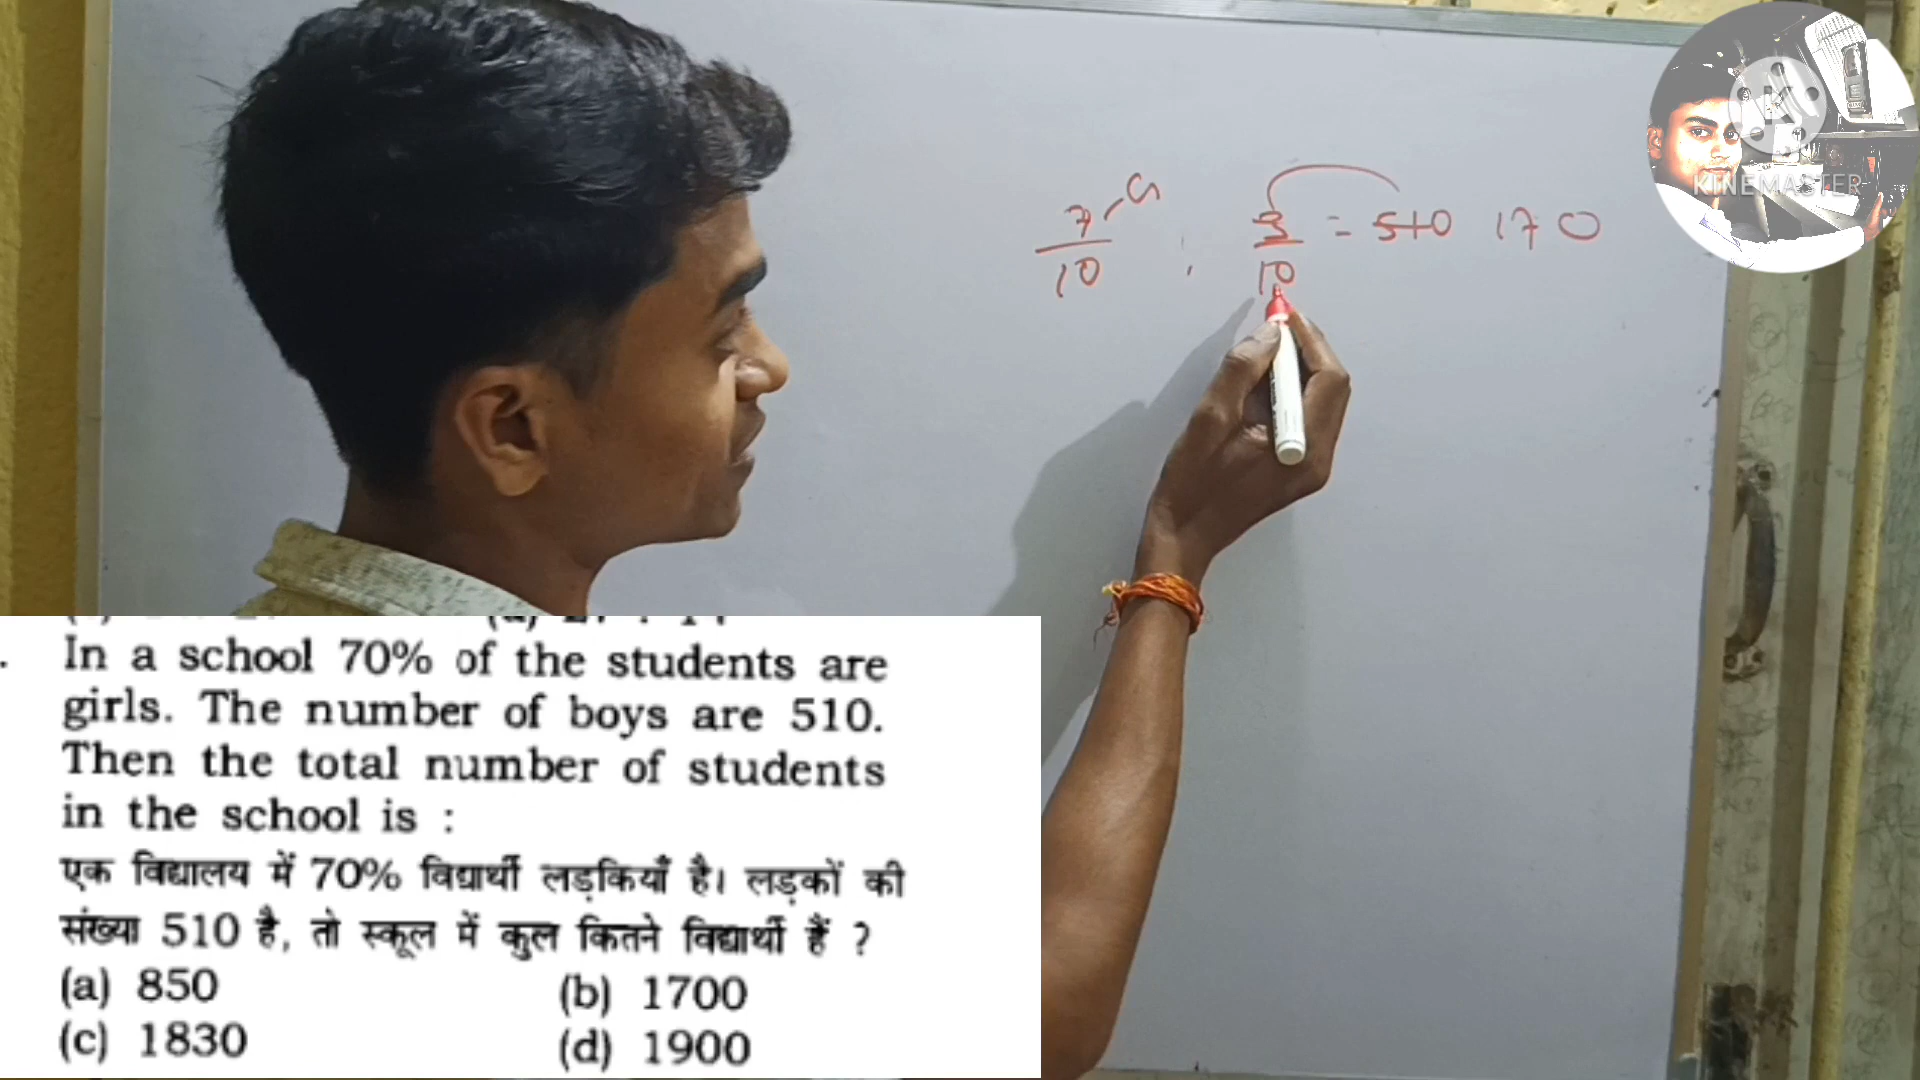 7 G
10
:
3
10
= 510 170
KINEMASTER
. In a school 70% of the students are
girls. The number of boys are 510.
Then the total number of students
in the school is :
एक विद्यालय में 70% विद्यार्थी लड़कियाँ है। लड़कों की
संख्या 510 है, तो स्कूल में कुल कितने विद्यार्थी हैं ?
(a) 850 (b) 1700
(c) 1830 (d) 1900